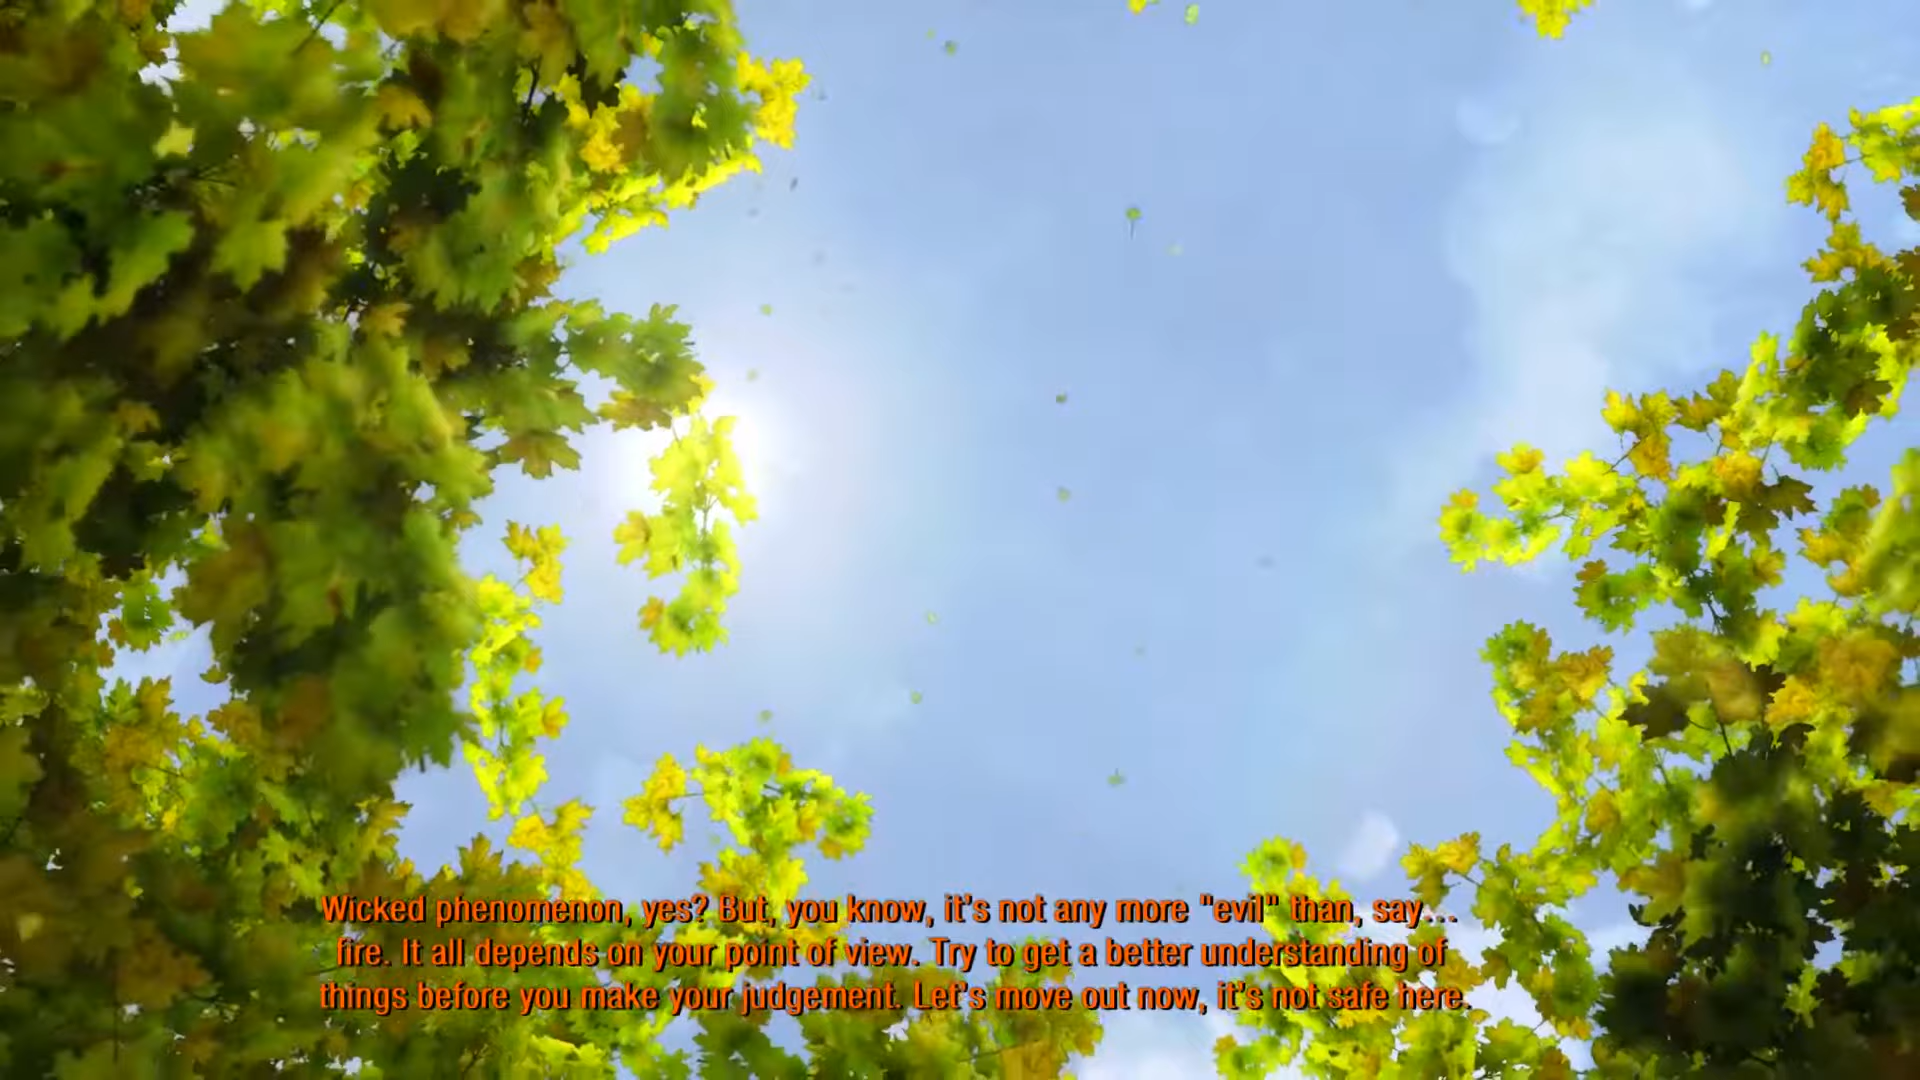 Wicked phenomenon, yes? But, you know, it's not any more "evil" than, say...
fire. It all depends on your point of view. Try to get a better understanding of
things before you make your judgement. Let's move out now, it's not safe here.